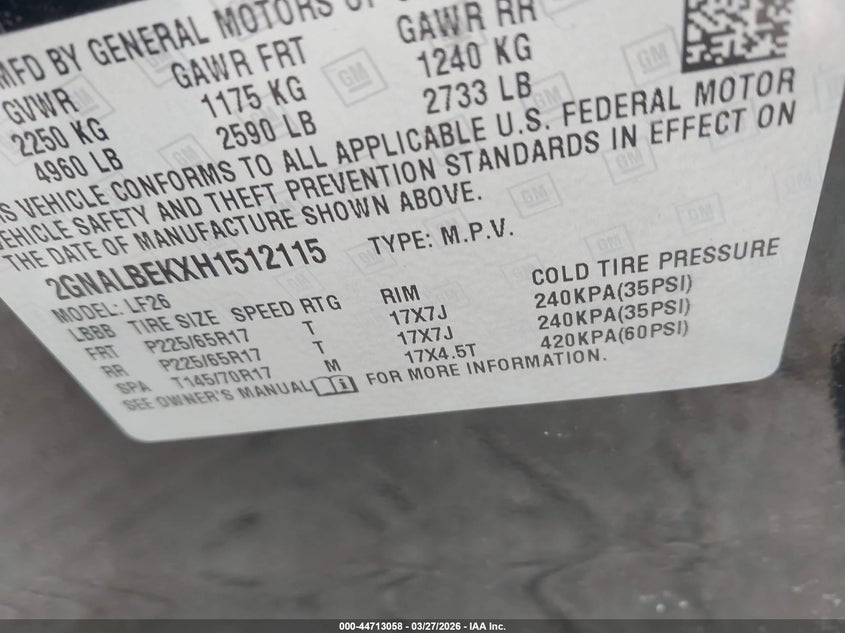 MFD BY GENERAL MOTORS OF
GVWR GAWR FRT GAWR RR
2250 KG 1175 KG 1240 KG
4960 LB 2590 LB 2733 LB
IS VEHICLE CONFORMS TO ALL APPLICABLE U.S. FEDERAL MOTOR
VEHICLE SAFETY AND THEFT PREVENTION STANDARDS IN EFFECT ON
THE DATE OF MANUFACTURE SHOWN ABOVE.
2GNALBEKXH1512115 TYPE: M.P.V.
MODEL: LF26
LBBB TIRE SIZE SPEED RTG RIM COLD TIRE PRESSURE
FRT P225/65R17 T 17X7J 240KPA(35PSI)
RR P225/65R17 T 17X7J 240KPA(35PSI)
SPA T145/70R17 M 17X4.5T 420KPA(60PSI)
SEE OWNER'S MANUAL FOR MORE INFORMATION.
000-44713058 - 03/27/2026 - IAA Inc.